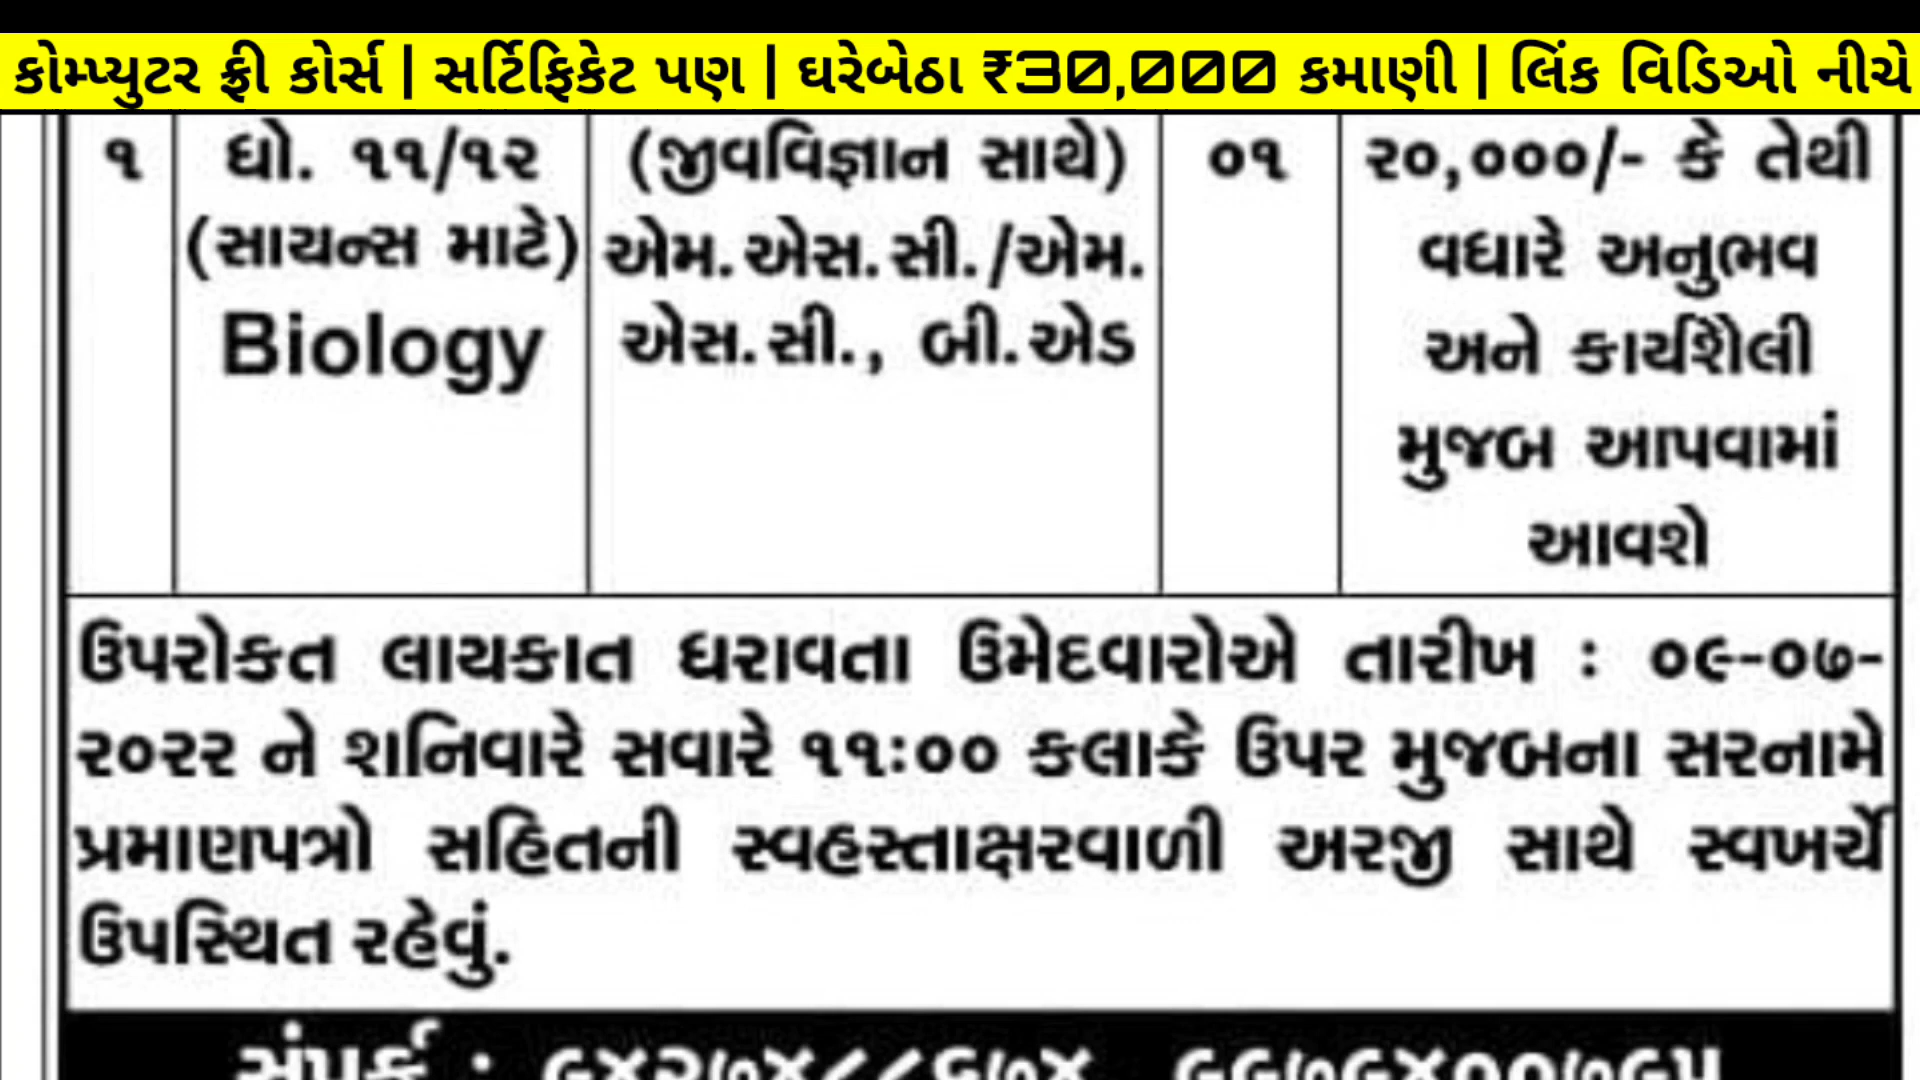 કોમ્પ્યુટર ફ્રી કોર્સ | સર્ટિફિકેટ પણ | ઘરેબેઠા ₹30,000 કમાણી | લિંક વિડિઓ નીચે
૧
ધો. ૧૧/૧૨
(સાયન્સ માટે)
Biology
(જીવવિજ્ઞાન સાથે)
એમ.એસ.સી./એમ.
એસ.સી., બી.એડ
૦૧
૨૦,૦૦૦/- કે તેથી
વધારે અનુભવ
અને કાર્યશૈલી
મુજબ આપવામાં
આવશે
ઉપરોકત લાયકાત ધરાવતા ઉમેદવારોએ તારીખ : ૦૯-૦૭-
૨૦૨૨ ને શનિવારે સવારે ૧૧:૦૦ કલાકે ઉપર મુજબના સરનામે
પ્રમાણપત્રો સહિતની સ્વહસ્તાક્ષરવાળી અરજી સાથે સ્વખર્ચે
ઉપસ્થિત રહેવું.
સંપર્ક :